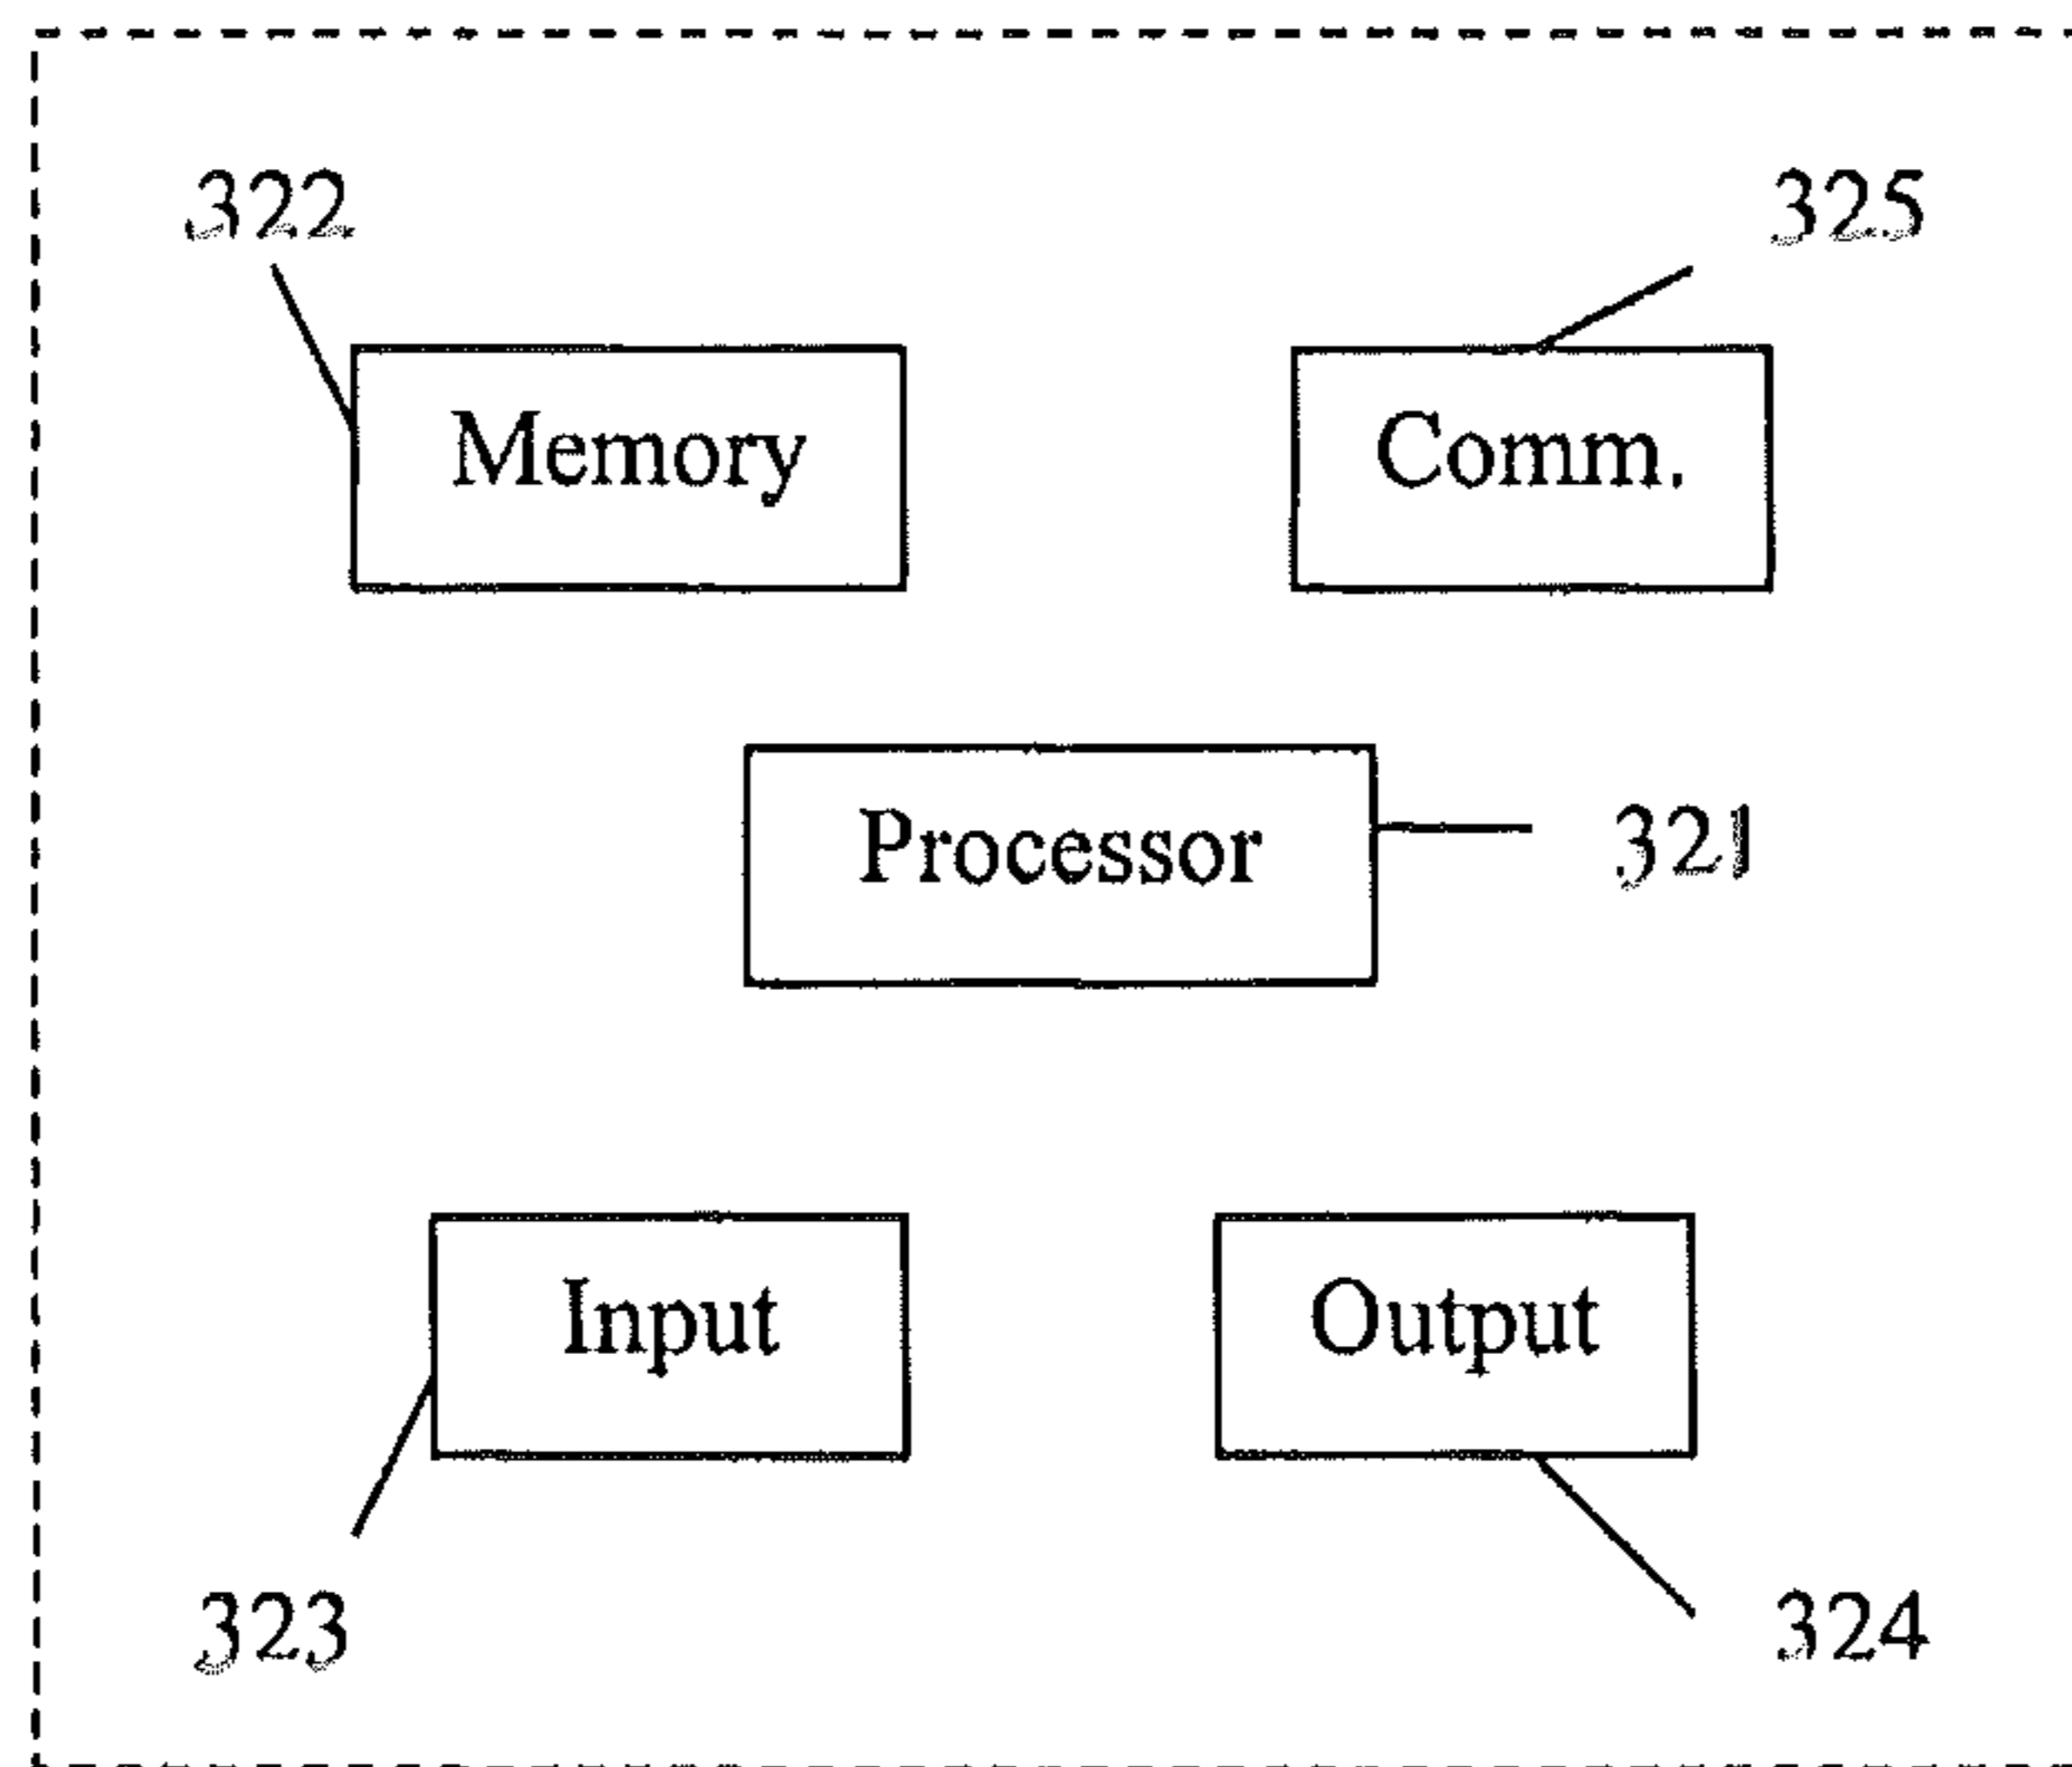 322
325
Memory
Comm.
Processor
321
Input
Output
323
324